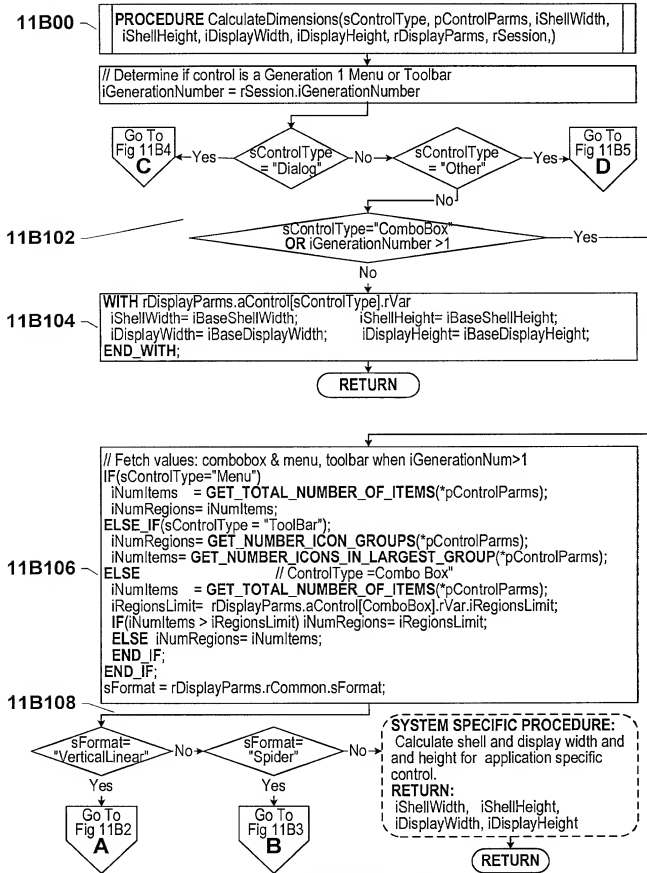 11B00
PROCEDURE CalculateDimensions(sControlType, pControlParms, iShellWidth,
iShellHeight, iDisplayWidth, iDisplayHeight, rDisplayParms, rSession,)
// Determine if control is a Generation 1 Menu or Toolbar
iGenerationNumber = rSession.iGenerationNumber
Go To
Fig 11B4
C
Yes
sControlType
= "Dialog"
No
sControlType
= "Other"
Yes
Go To
Fig 11B5
D
No
11B102
sControlType="ComboBox"
OR iGenerationNumber >1
Yes
No
11B104
WITH rDisplayParms.aControl[sControlType].rVar
iShellWidth= iBaseShellWidth; iShellHeight= iBaseShellHeight;
iDisplayWidth= iBaseDisplayWidth; iDisplayHeight= iBaseDisplayHeight;
END_WITH;
RETURN
11B106
// Fetch values: combobox & menu, toolbar when iGenerationNum>1
IF(sControlType="Menu")
iNumItems = GET_TOTAL_NUMBER_OF_ITEMS(*pControlParms);
iNumRegions= iNumItems;
ELSE_IF(sControlType = "ToolBar");
iNumRegions= GET_NUMBER_ICON_GROUPS(*pControlParms);
iNumItems= GET_NUMBER_ICONS_IN_LARGEST_GROUP(*pControlParms);
ELSE // ControlType =Combo Box"
iNumItems = GET_TOTAL_NUMBER_OF_ITEMS(*pControlParms);
iRegionsLimit= rDisplayParms.aControl[ComboBox].rVar.iRegionsLimit;
IF(iNumItems > iRegionsLimit) iNumRegions= iRegionsLimit;
ELSE iNumRegions= iNumItems;
END_IF;
END_IF;
sFormat = rDisplayParms.rCommon.sFormat;
11B108
sFormat=
"VerticalLinear"
No
sFormat=
"Spider"
No
Yes
Yes
Go To
Fig 11B2
A
Go To
Fig 11B3
B
SYSTEM SPECIFIC PROCEDURE:
Calculate shell and display width and
and height for application specific
control.
RETURN:
iShellWidth, iShellHeight,
iDisplayWidth, iDisplayHeight
RETURN